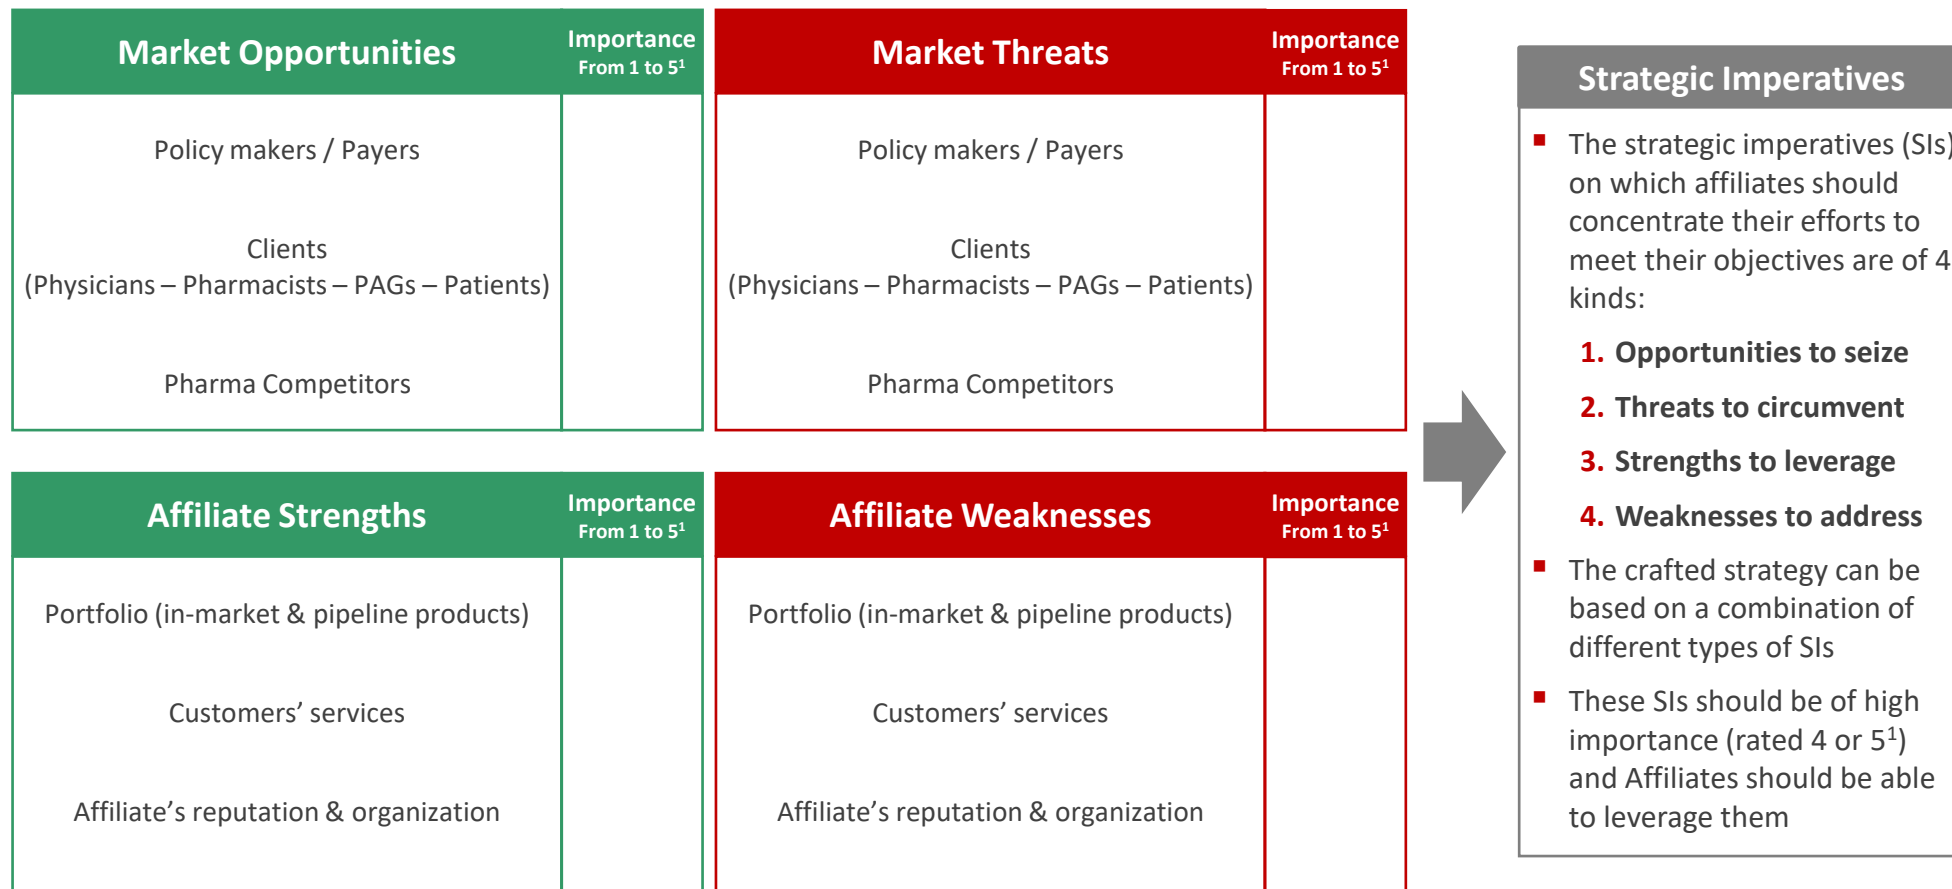 Market Opportunities
Importance
From 1 to 5¹
Policy makers / Payers
Clients
(Physicians – Pharmacists – PAGs – Patients)
Pharma Competitors
Market Threats
Importance
From 1 to 5¹
Policy makers / Payers
Clients
(Physicians – Pharmacists – PAGs – Patients)
Pharma Competitors
Affiliate Strengths
Importance
From 1 to 5¹
Portfolio (in-market & pipeline products)
Customers’ services
Affiliate’s reputation & organization
Affiliate Weaknesses
Importance
From 1 to 5¹
Portfolio (in-market & pipeline products)
Customers’ services
Affiliate’s reputation & organization
Strategic Imperatives
▪ The strategic imperatives (SIs)
on which affiliates should
concentrate their efforts to
meet their objectives are of 4
kinds:
1. Opportunities to seize
2. Threats to circumvent
3. Strengths to leverage
4. Weaknesses to address
▪ The crafted strategy can be
based on a combination of
different types of SIs
▪ These SIs should be of high
importance (rated 4 or 5¹)
and Affiliates should be able
to leverage them